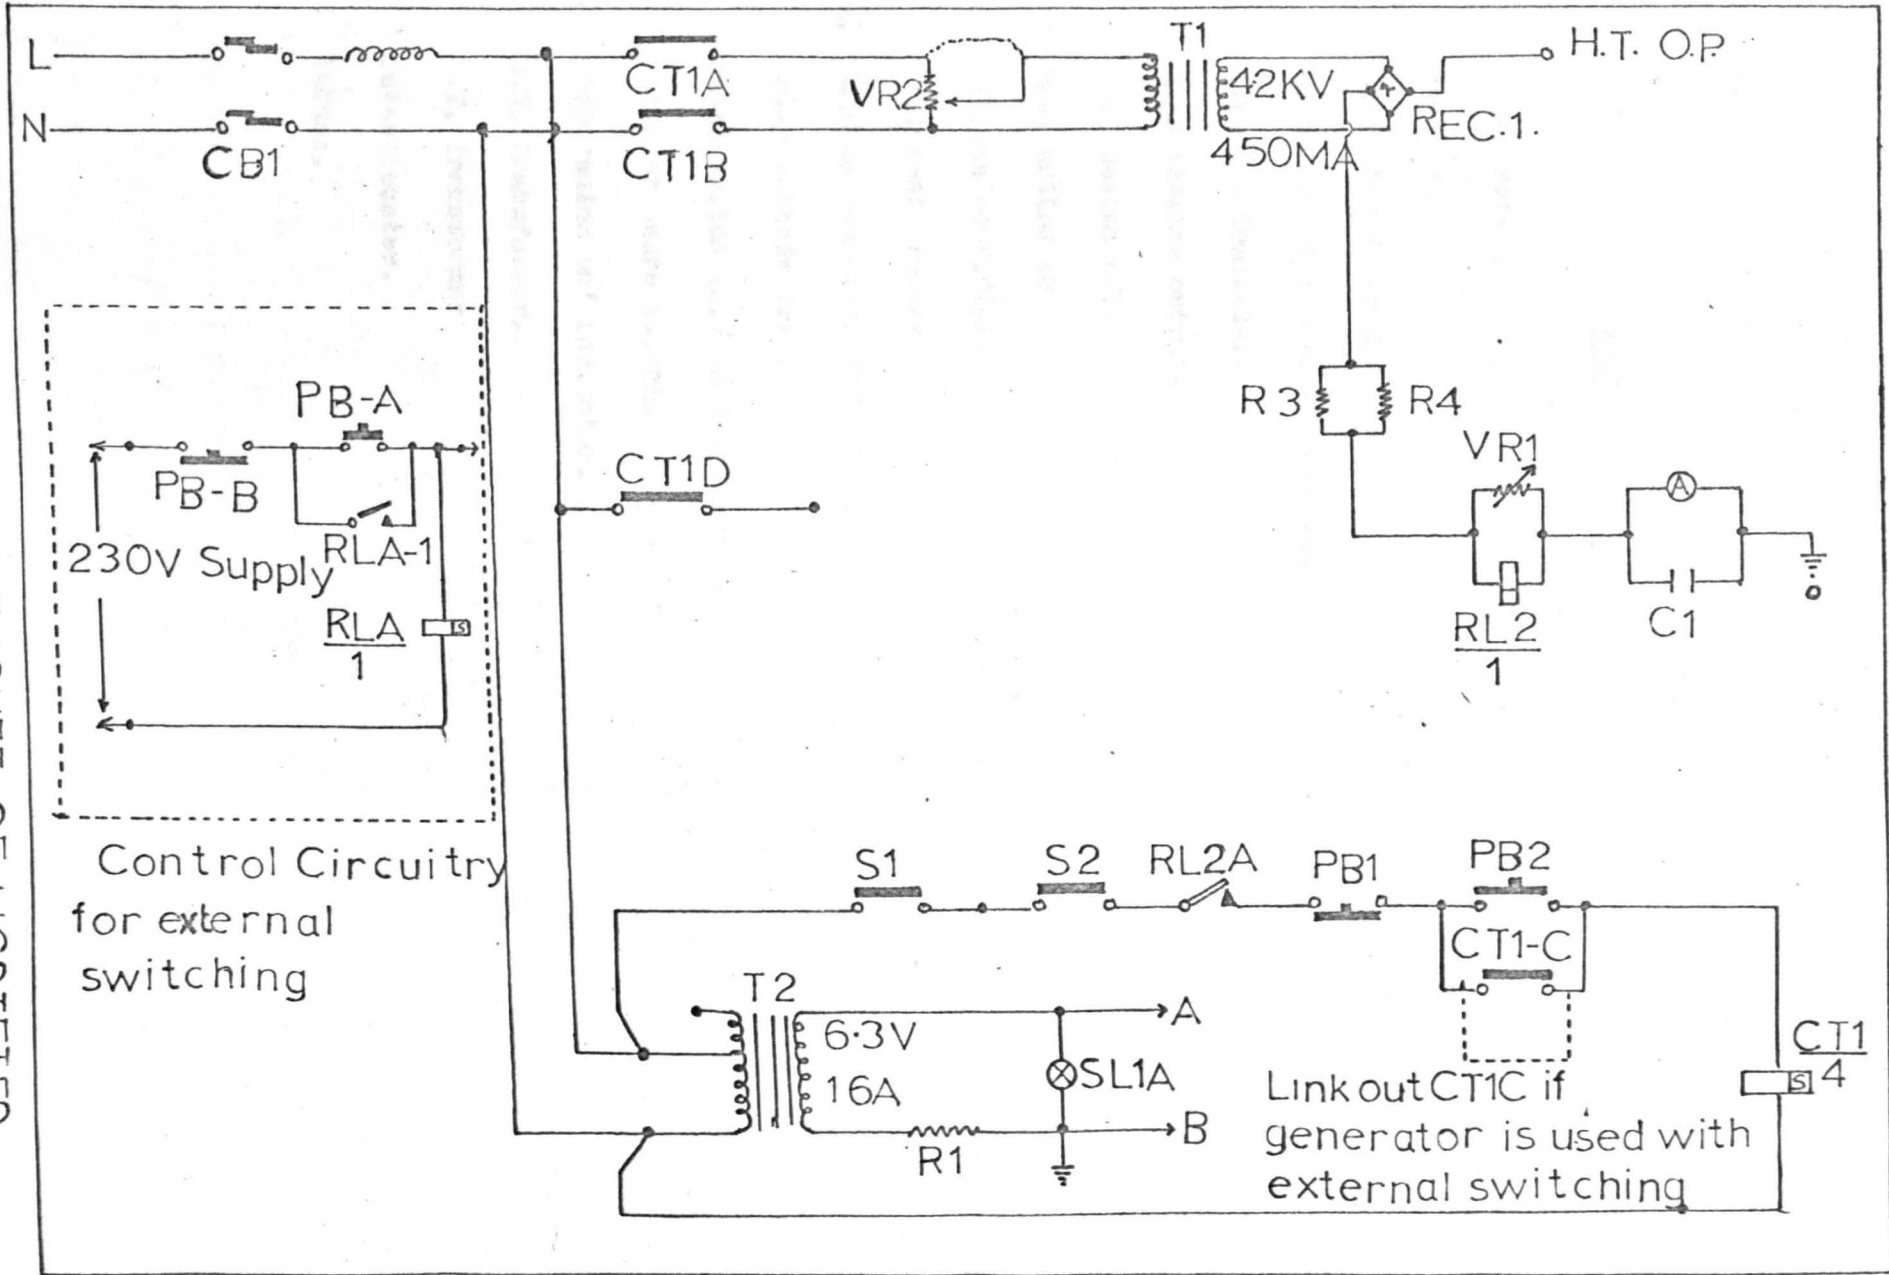 L
N
CB1
CT1A
CT1B
VR2
T1
4·2KV
450MA
REC.1.
H.T. O.P.
PB-A
PB-B
RLA-1
230V Supply
RLA
1
CT1D
R3
R4
VR1
A
RL2
1
C1
Control Circuitry
for external
switching
S1
S2
RL2A
PB1
PB2
CT1-C
T2
6·3V
16A
A
SL1A
B
R1
Link out CT1C if
generator is used with
external switching
CT1
4
S
S